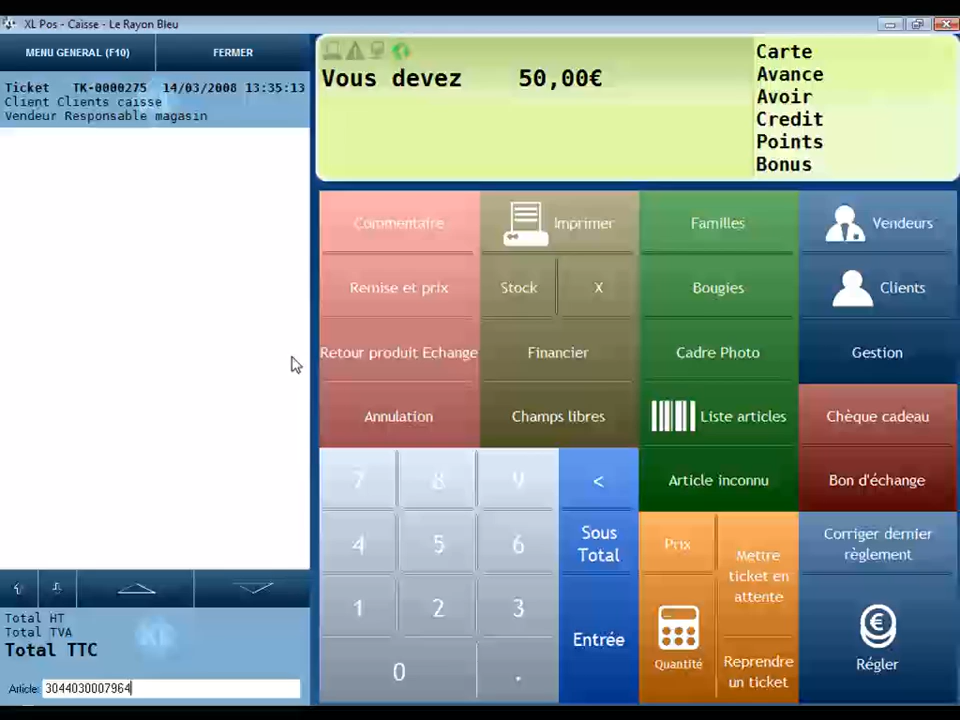 XL Pos - Caisse - Le Rayon Bleu
MENU GENERAL (F10)
FERMER
Ticket TK-0000275 14/03/2008 13:35:13
Client Clients caisse
Vendeur Responsable magasin
Vous devez 50,00€
Carte
Avance
Avoir
Credit
Points
Bonus
Commentaire
Imprimer
Familles
Vendeurs
Remise et prix
Stock
X
Bougies
Clients
Retour produit Echange
Financier
Cadre Photo
Gestion
Annulation
Champs libres
Liste articles
Chèque cadeau
7
8
9
<
Article inconnu
Bon d'échange
4
5
6
Sous
Total
Prix
Mettre
ticket en
attente
Corriger dernier
règlement
1
2
3
Entrée
Quantité
Régler
0
.
Reprendre
un ticket
Total HT
Total TVA
Total TTC
Article: 3044030007964